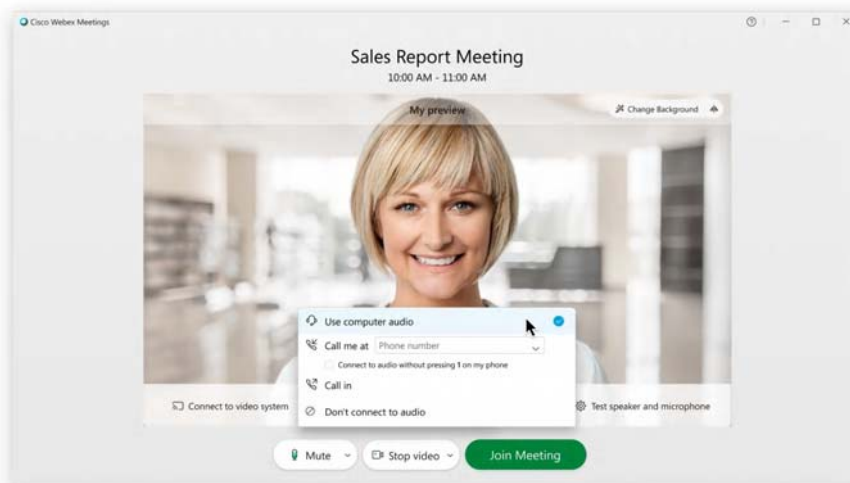 Cisco Webex Meetings
Sales Report Meeting
10:00 AM - 11:00 AM
My preview
Change Background
Use computer audio
Call me at Phone number
Connect to audio without pressing 1 on my phone
Call in
Don't connect to audio
Connect to video system
Test speaker and microphone
Mute
Stop video
Join Meeting